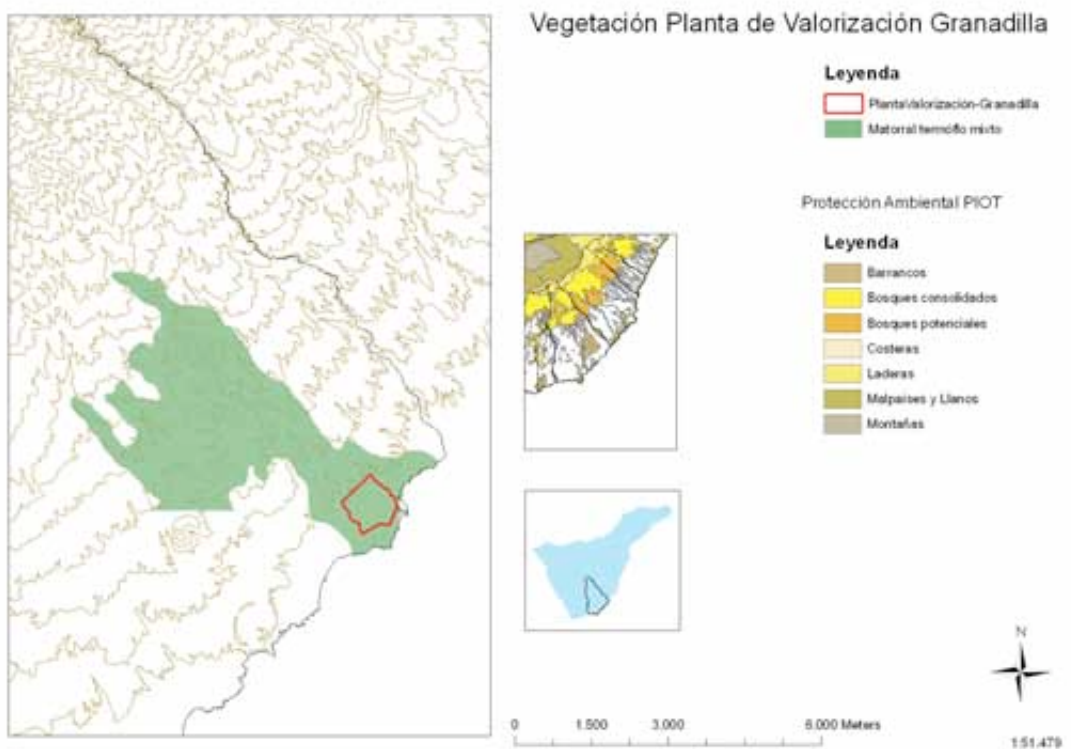 Vegetación Planta de Valorización Granadilla
Leyenda
PlantaValorización-Granadilla
Matorral termófilo mixto
Protección Ambiental PIOT
Leyenda
Barrancos
Bosques consolidados
Bosques potenciales
Costeras
Laderas
Malpaises y Llanos
Montañas
N
0 1.500 3.000 6.000 Meters
1:51.479